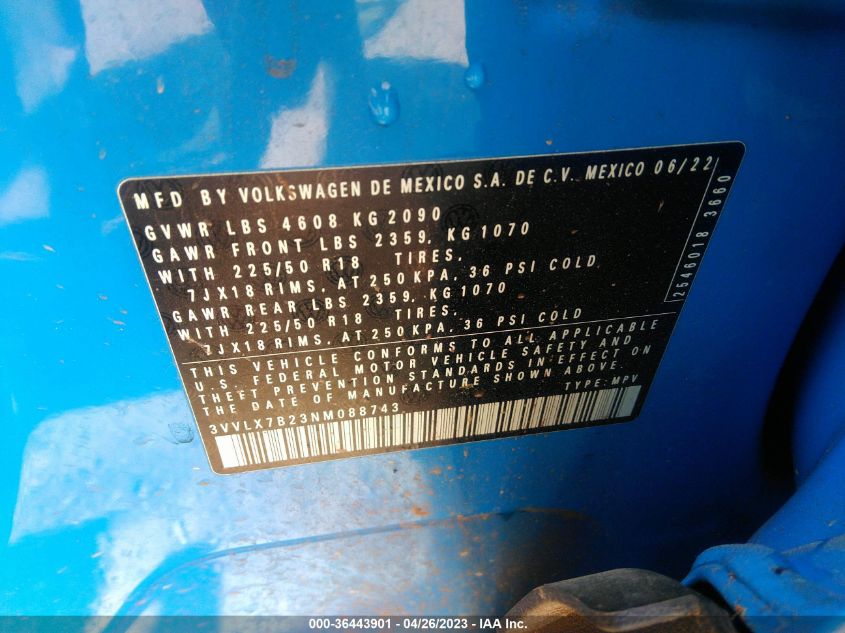 MFD BY VOLKSWAGEN DE MEXICO S.A. DE C.V. MEXICO 06/22
GVWR LBS 4608 KG 2090
GAWR FRONT LBS 2359, KG 1070
WITH 225/50 R18 TIRES,
7JX18 RIMS, AT 250 KPA, 36 PSI COLD
GAWR REAR LBS 2359, KG 1070
WITH 225/50 R18 TIRES,
7JX18 RIMS, AT 250 KPA, 36 PSI COLD
THIS VEHICLE CONFORMS TO ALL APPLICABLE
U.S. FEDERAL MOTOR VEHICLE SAFETY AND
THEFT PREVENTION STANDARDS IN EFFECT ON
THE DATE OF MANUFACTURE SHOWN ABOVE.
TYPE: MPV
3VVLX7B23NM088743
2546018 3660
000-36443901 - 04/26/2023 - IAA Inc.